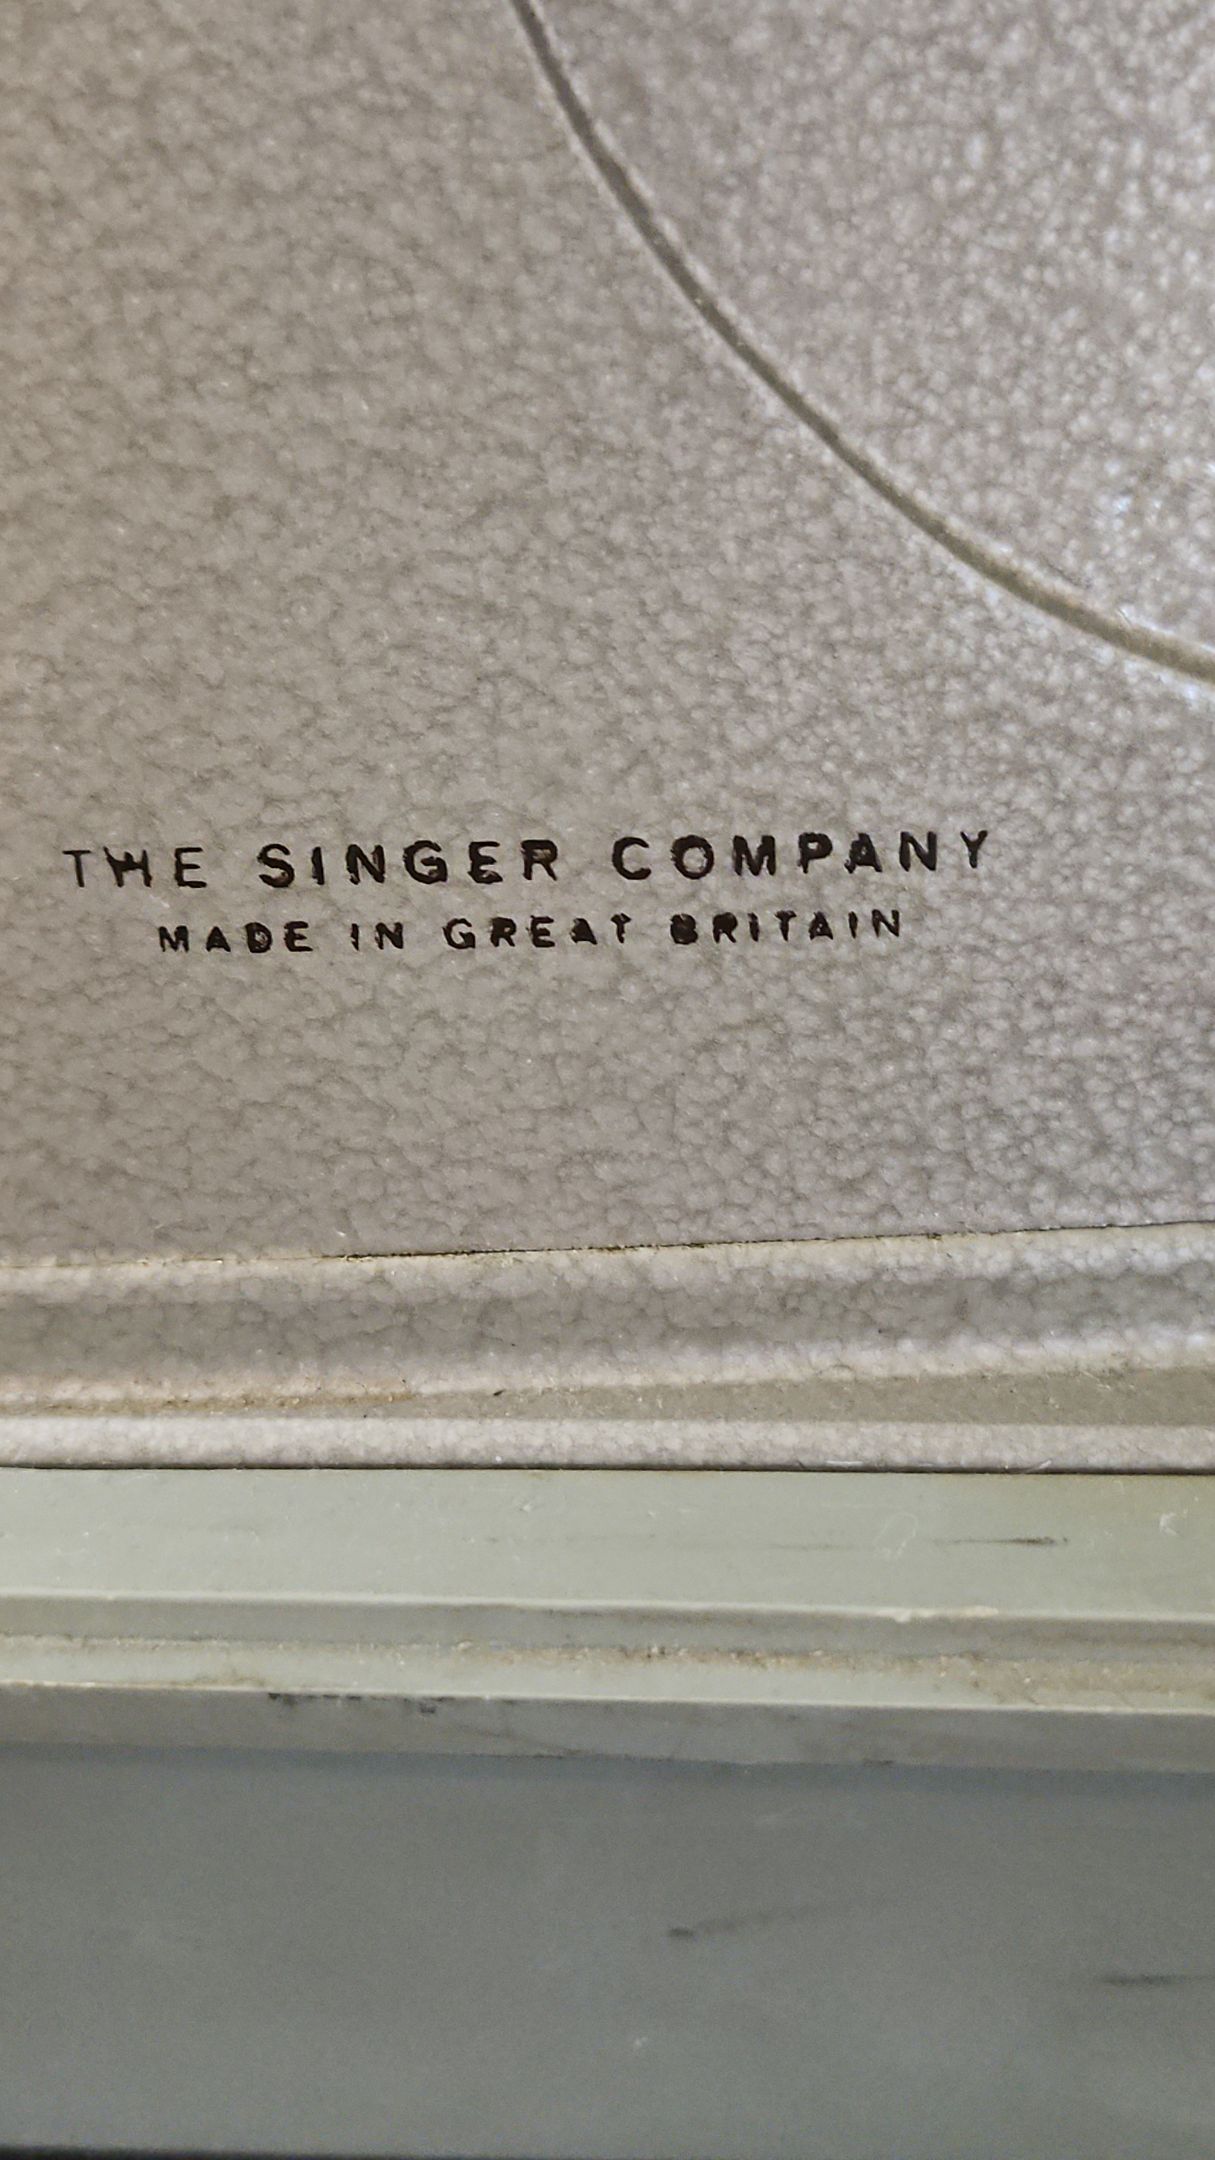 THE SINGER COMPANY
MADE IN GREAT BRITAIN